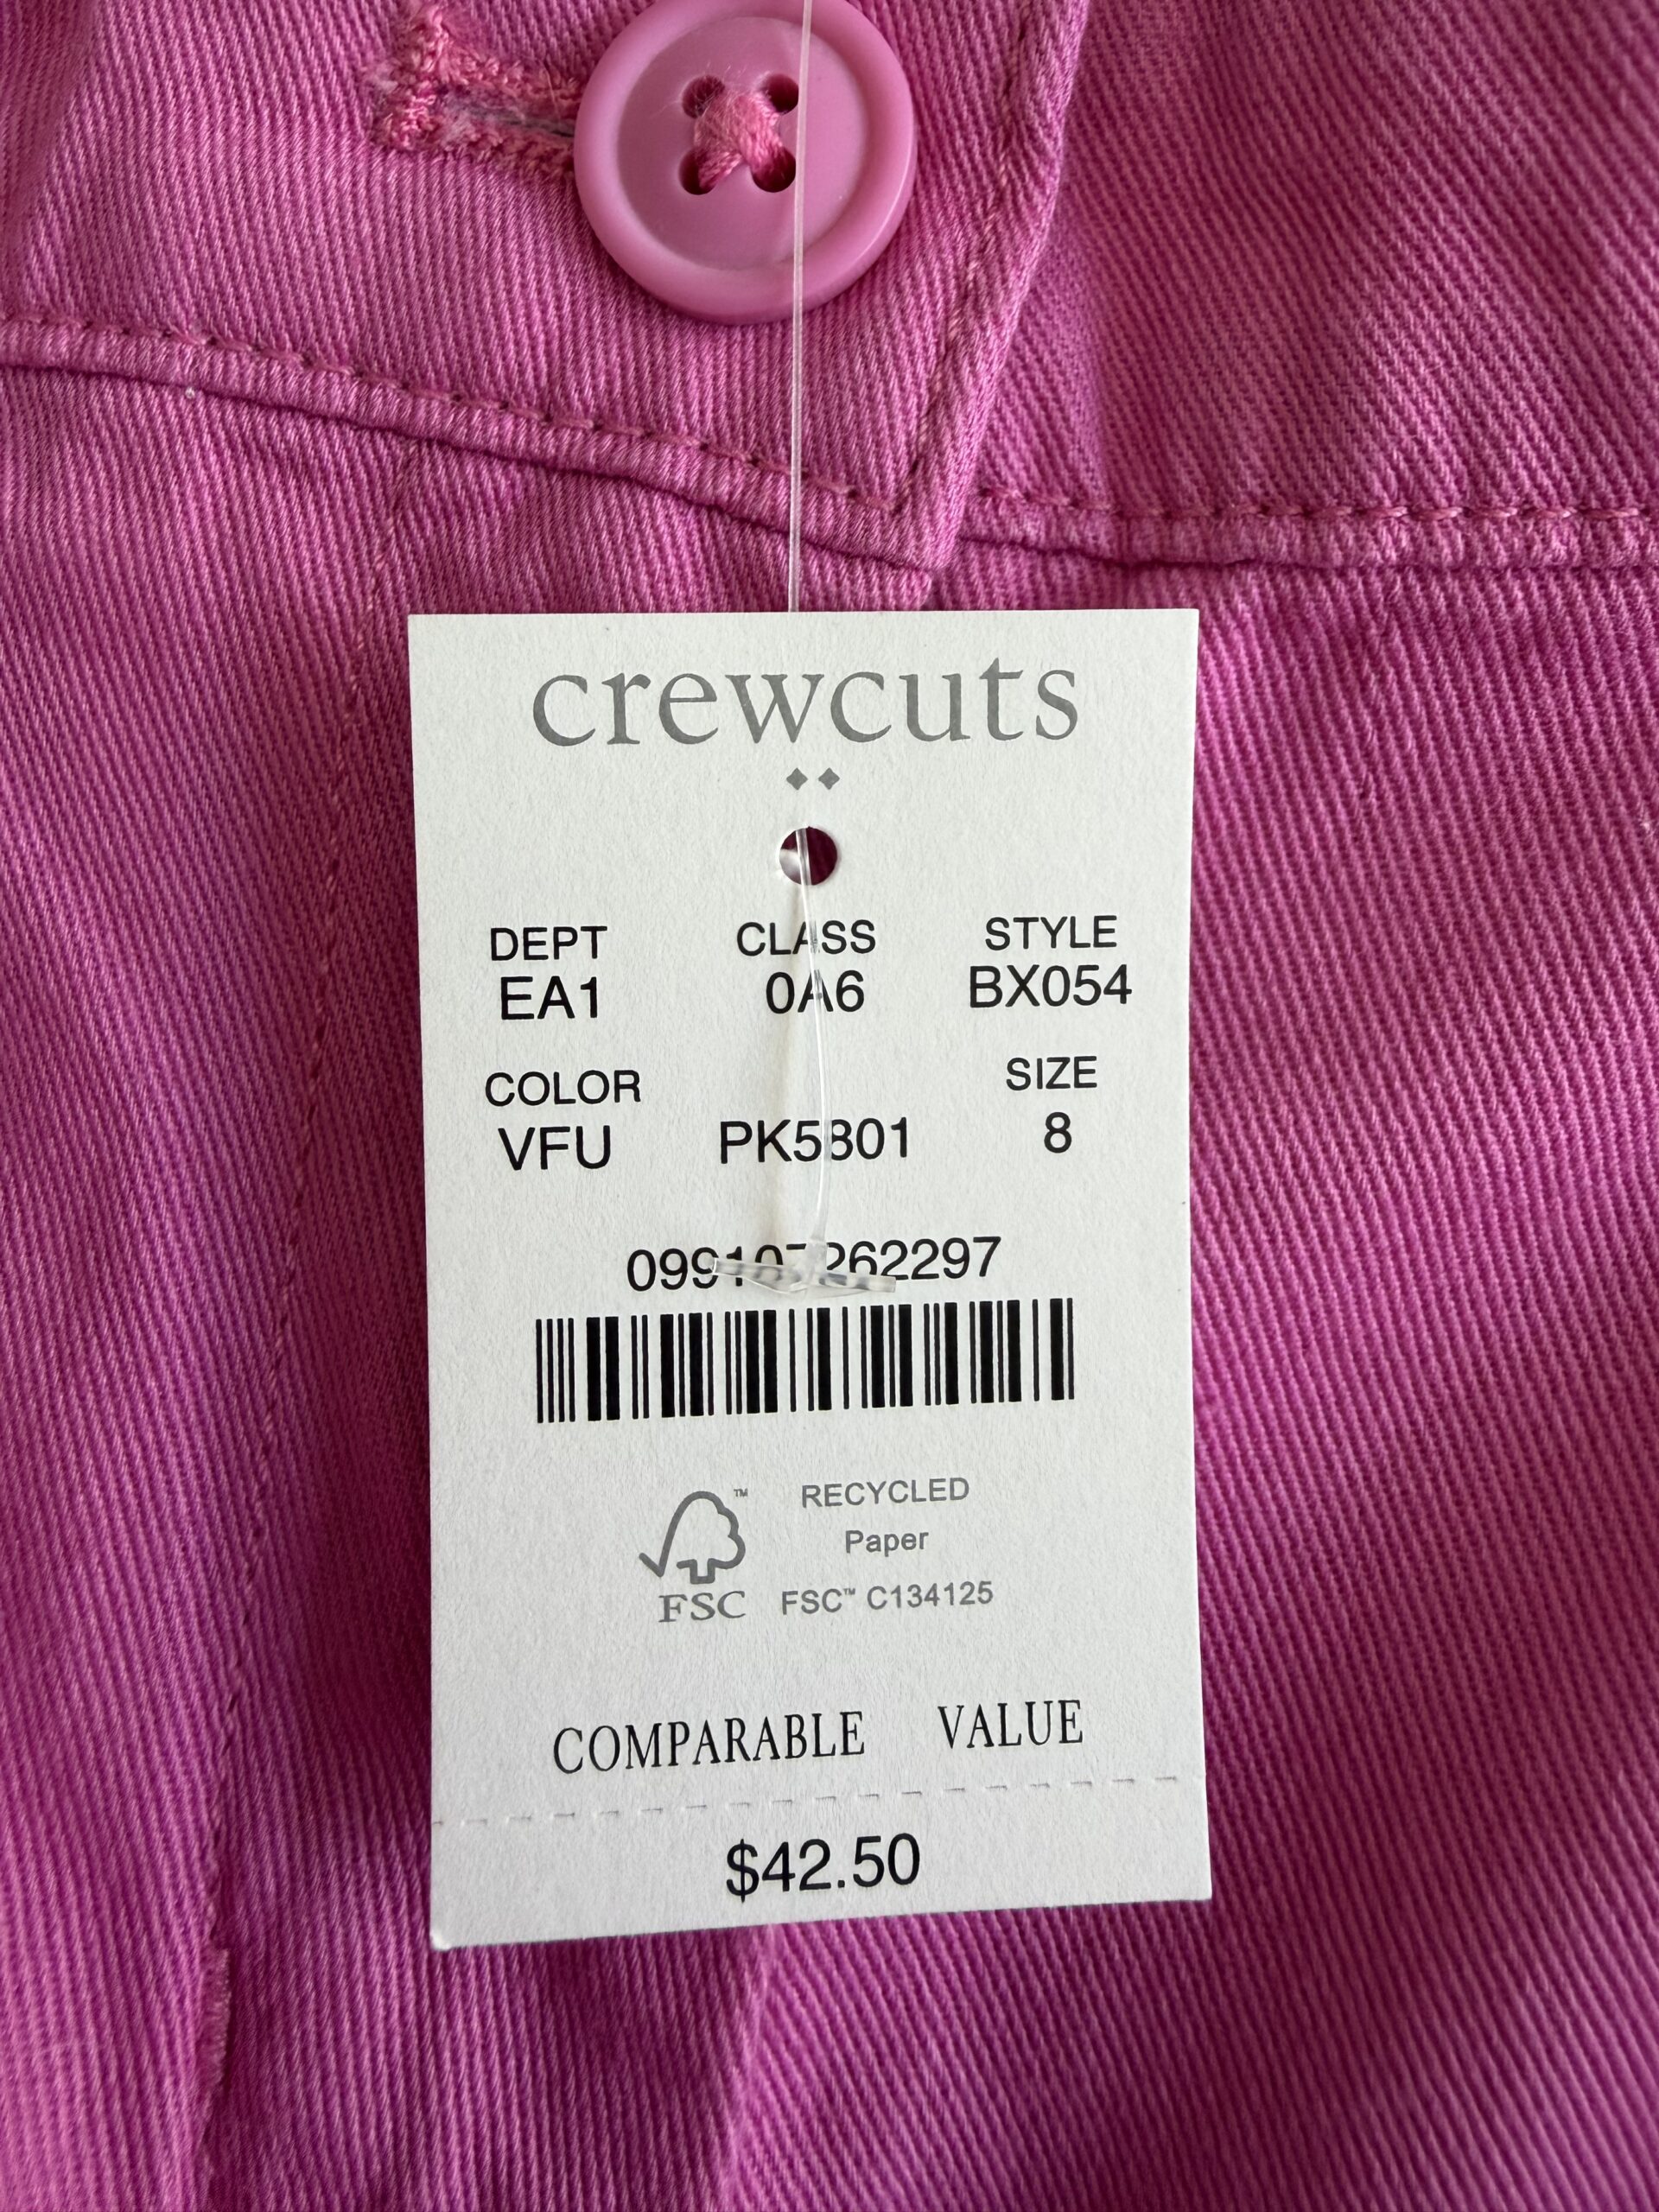 crewcuts
DEPT CLASS STYLE
EA1 0A6 BX054
COLOR SIZE
VFU PK5801 8
099107262297
RECYCLED
Paper
FSC™ C134125
™
FSC
COMPARABLE VALUE
$42.50